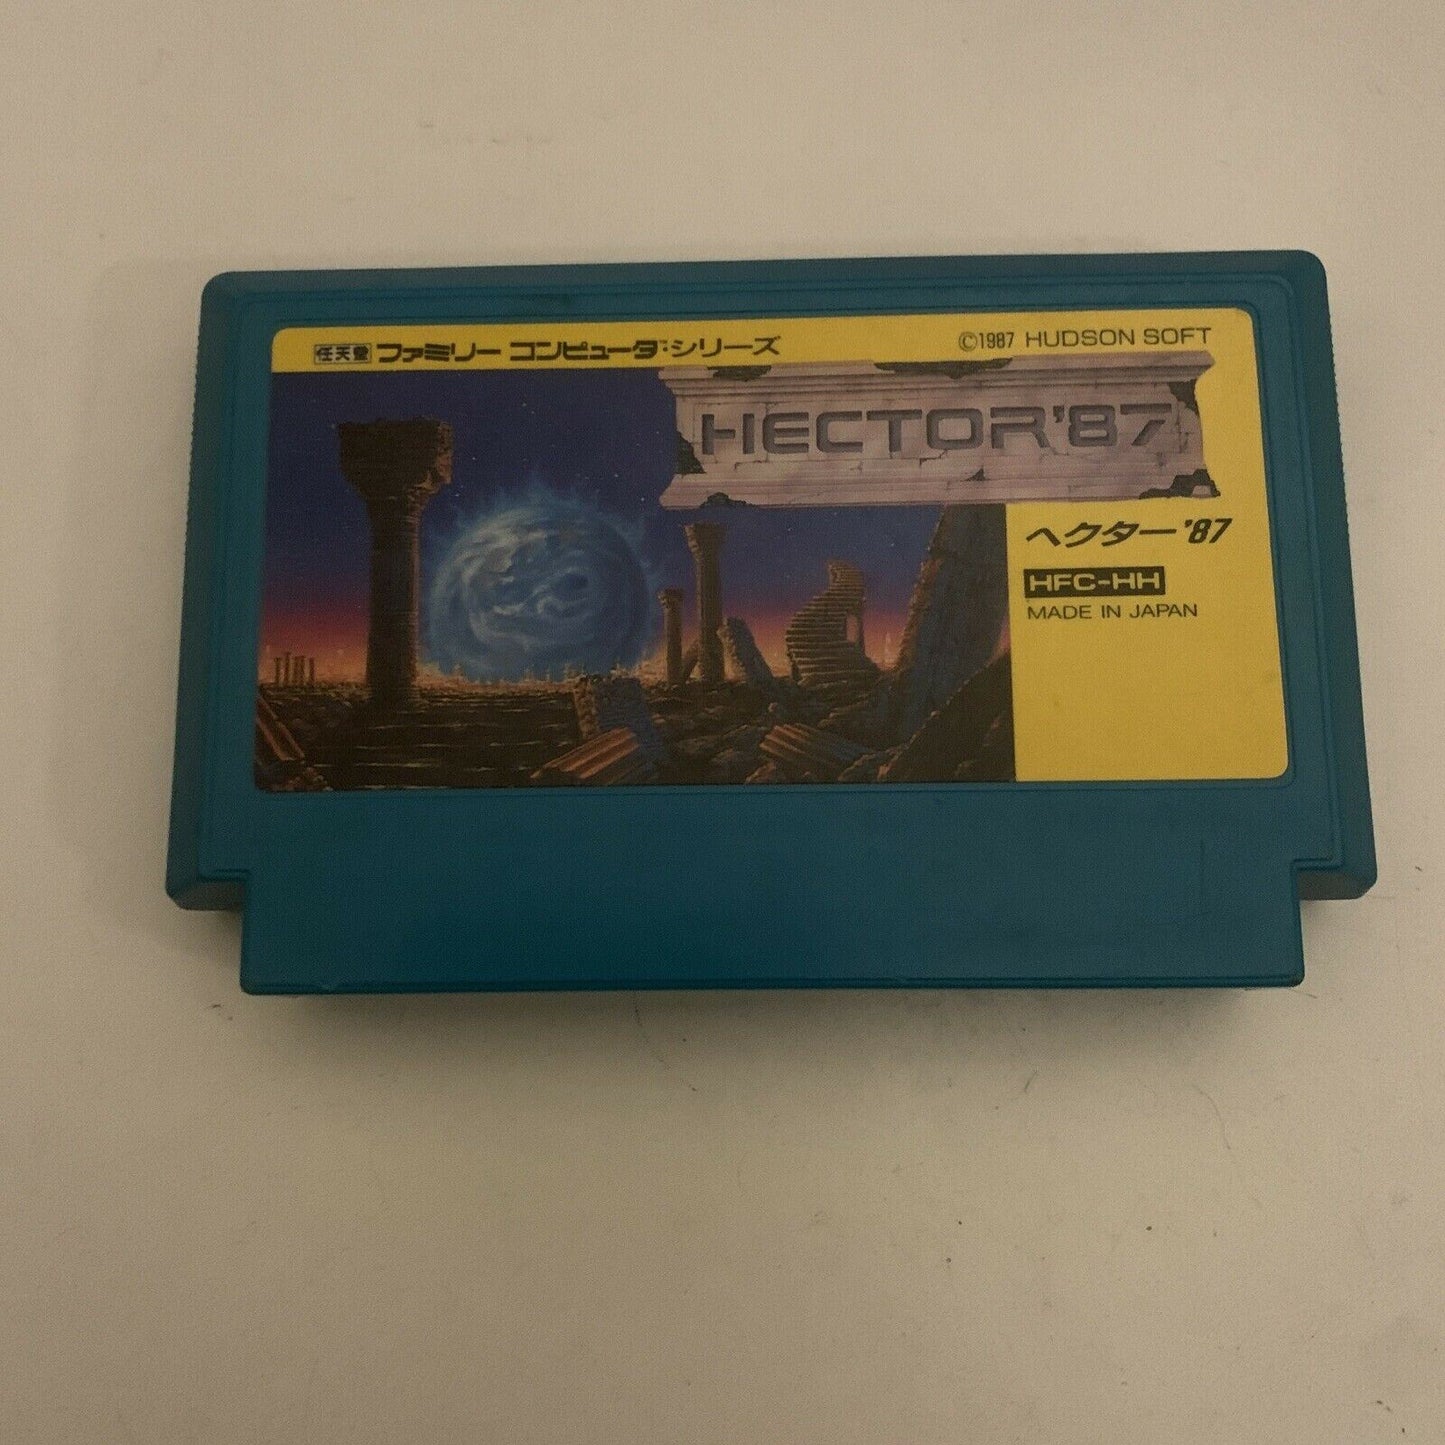 任天堂 ファミリー コンピュータ・シリーズ
©1987 HUDSON SOFT
HECTOR'87
ヘクター'87
HFC-HH
MADE IN JAPAN